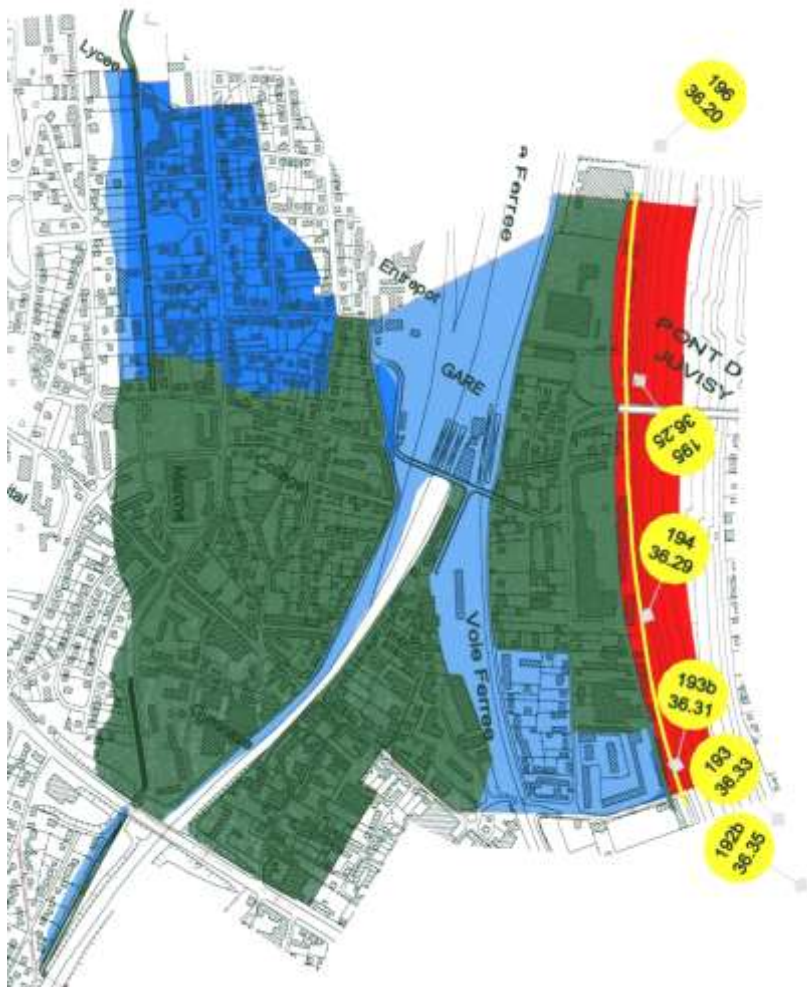 Lycee
196
36.20
e Ferree
Entrepot
GARE
PONT D
JUVISY
195
36.25
Mairie
194
36.29
Voie Ferree
193b
36.31
193
36.33
192b
36.35